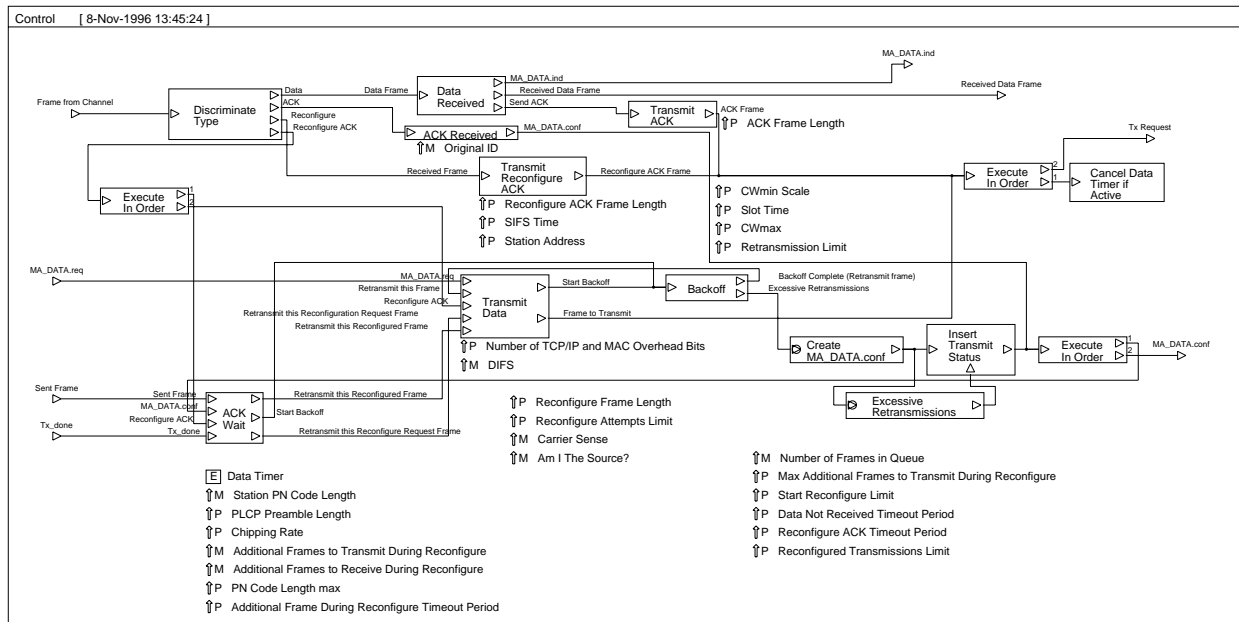 Control [ 8-Nov-1996 13:45:24 ]
MA_DATA.ind
Frame from Channel
Discriminate
Type
Data
ACK
Reconfigure
Reconfigure ACK
Data Frame
Data
Received
MA_DATA.ind
Received Data Frame
Send ACK
Received Data Frame
Transmit
ACK
ACK Frame
⇑P ACK Frame Length
Tx Request
ACK Received
MA_DATA.conf
⇑M Original ID
Received Frame
Transmit
Reconfigure
ACK
Reconfigure ACK Frame
Execute
In Order
2
1
Cancel Data
Timer if
Active
Execute
In Order
1
2
⇑P Reconfigure ACK Frame Length
⇑P SIFS Time
⇑P Station Address
⇑P CWmin Scale
⇑P Slot Time
⇑P CWmax
⇑P Retransmission Limit
MA_DATA.req
MA_DATA.req
Retransmit this Frame
Reconfigure ACK
Retransmit this Reconfiguration Request Frame
Retransmit this Reconfigured Frame
Transmit
Data
Start Backoff
Frame to Transmit
Backoff
Backoff Complete (Retransmit frame)
Excessive Retransmissions
⇑P Number of TCP/IP and MAC Overhead Bits
⇑M DIFS
Create
MA_DATA.conf
Insert
Transmit
Status
Execute
In Order
1
2
MA_DATA.conf
Excessive
Retransmissions
Sent Frame
Tx_done
Sent Frame
MA_DATA.conf
Reconfigure ACK
Tx_done
ACK
Wait
Retransmit this Reconfigured Frame
Start Backoff
Retransmit this Reconfigure Request Frame
⇑P Reconfigure Frame Length
⇑P Reconfigure Attempts Limit
⇑M Carrier Sense
⇑M Am I The Source?
E Data Timer
⇑M Station PN Code Length
⇑P PLCP Preamble Length
⇑P Chipping Rate
⇑M Additional Frames to Transmit During Reconfigure
⇑M Additional Frames to Receive During Reconfigure
⇑P PN Code Length max
⇑P Additional Frame During Reconfigure Timeout Period
⇑M Number of Frames in Queue
⇑P Max Additional Frames to Transmit During Reconfigure
⇑P Start Reconfigure Limit
⇑P Data Not Received Timeout Period
⇑P Reconfigure ACK Timeout Period
⇑P Reconfigured Transmissions Limit